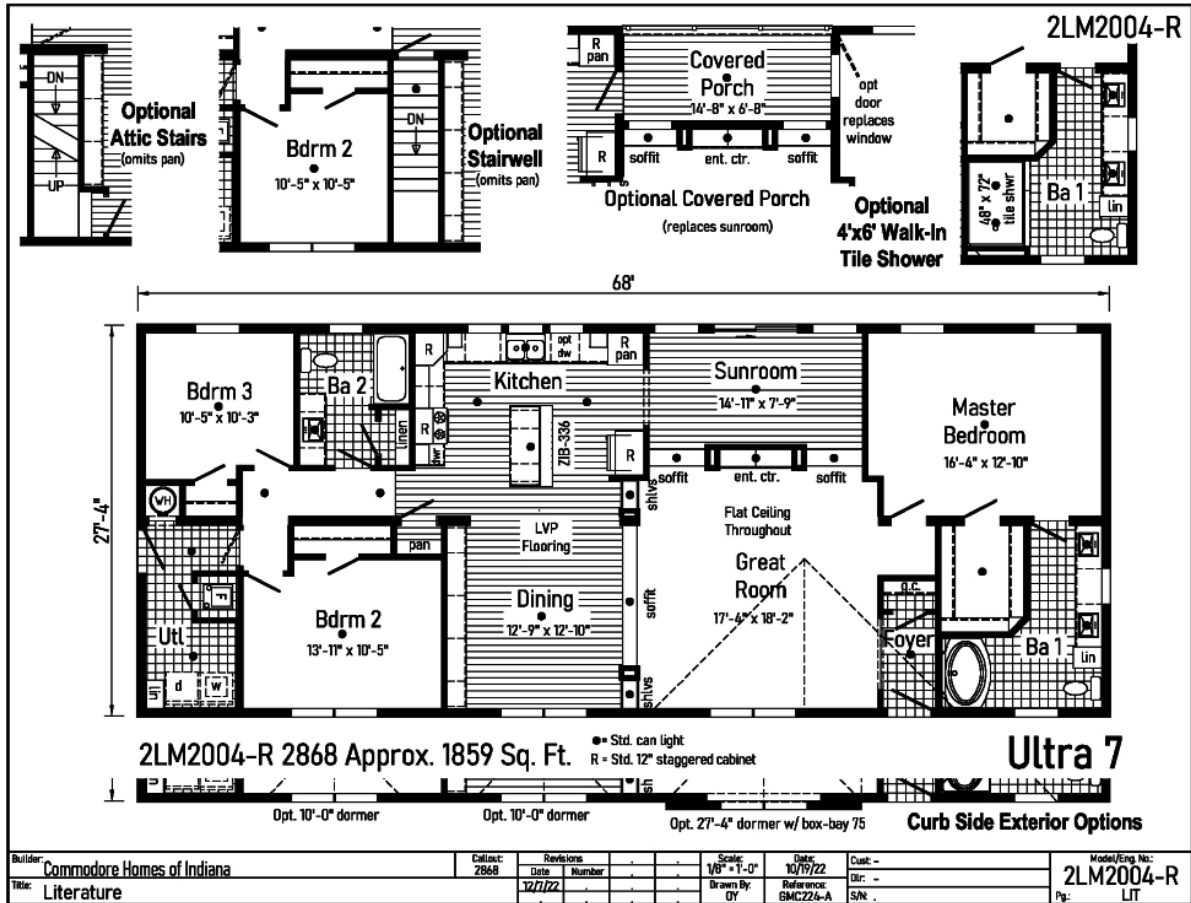 2LM2004-R
DN
UP
Optional
Attic Stairs
(omits pan)
Bdrm 2
10'-5" x 10'-5"
DN
Optional
Stairwell
(omits pan)
R
pan
R
Covered
Porch
14'-8" x 6'-8"
soffit
ent. ctr.
soffit
opt
door
replaces
window
Optional Covered Porch
(replaces sunroom)
Optional
4'x6' Walk-In
Tile Shower
48" x 72"
tile shwr
Ba 1
lin
68'
27'-4"
Bdrm 3
10'-5" x 10'-3"
Ba 2
linen
WH
R
R
dwr
opt
dw
R
pan
Kitchen
ZIB-336
R
pan
LVP
Flooring
Dining
12'-9" x 12'-10"
shlvs
soffit
shlvs
Sunroom
14'-11" x 7'-9"
soffit
ent. ctr.
soffit
Flat Ceiling
Throughout
Great
Room
17'-4" x 18'-2"
Master
Bedroom
16'-4" x 12'-10"
g.c.
Foyer
Ba 1
lin
F
Utl
lin
d
w
Bdrm 2
13'-11" x 10'-5"
2LM2004-R 2868 Approx. 1859 Sq. Ft.
●= Std. can light
R = Std. 12" staggered cabinet
Ultra 7
Opt. 10'-0" dormer
Opt. 10'-0" dormer
Opt. 27'-4" dormer w/ box-bay 75
Curb Side Exterior Options
Builder: Commodore Homes of Indiana
Title: Literature
Callout:
2868
Revisions
Date Number
12/7/22
Scale:
1/8" = 1'-0"
Drawn By:
OY
Date:
10/19/22
Reference:
GMC224-A
Cust: -
Dlr: -
S/N: .
Model/Eng. No.:
2LM2004-R
Pg.: LIT